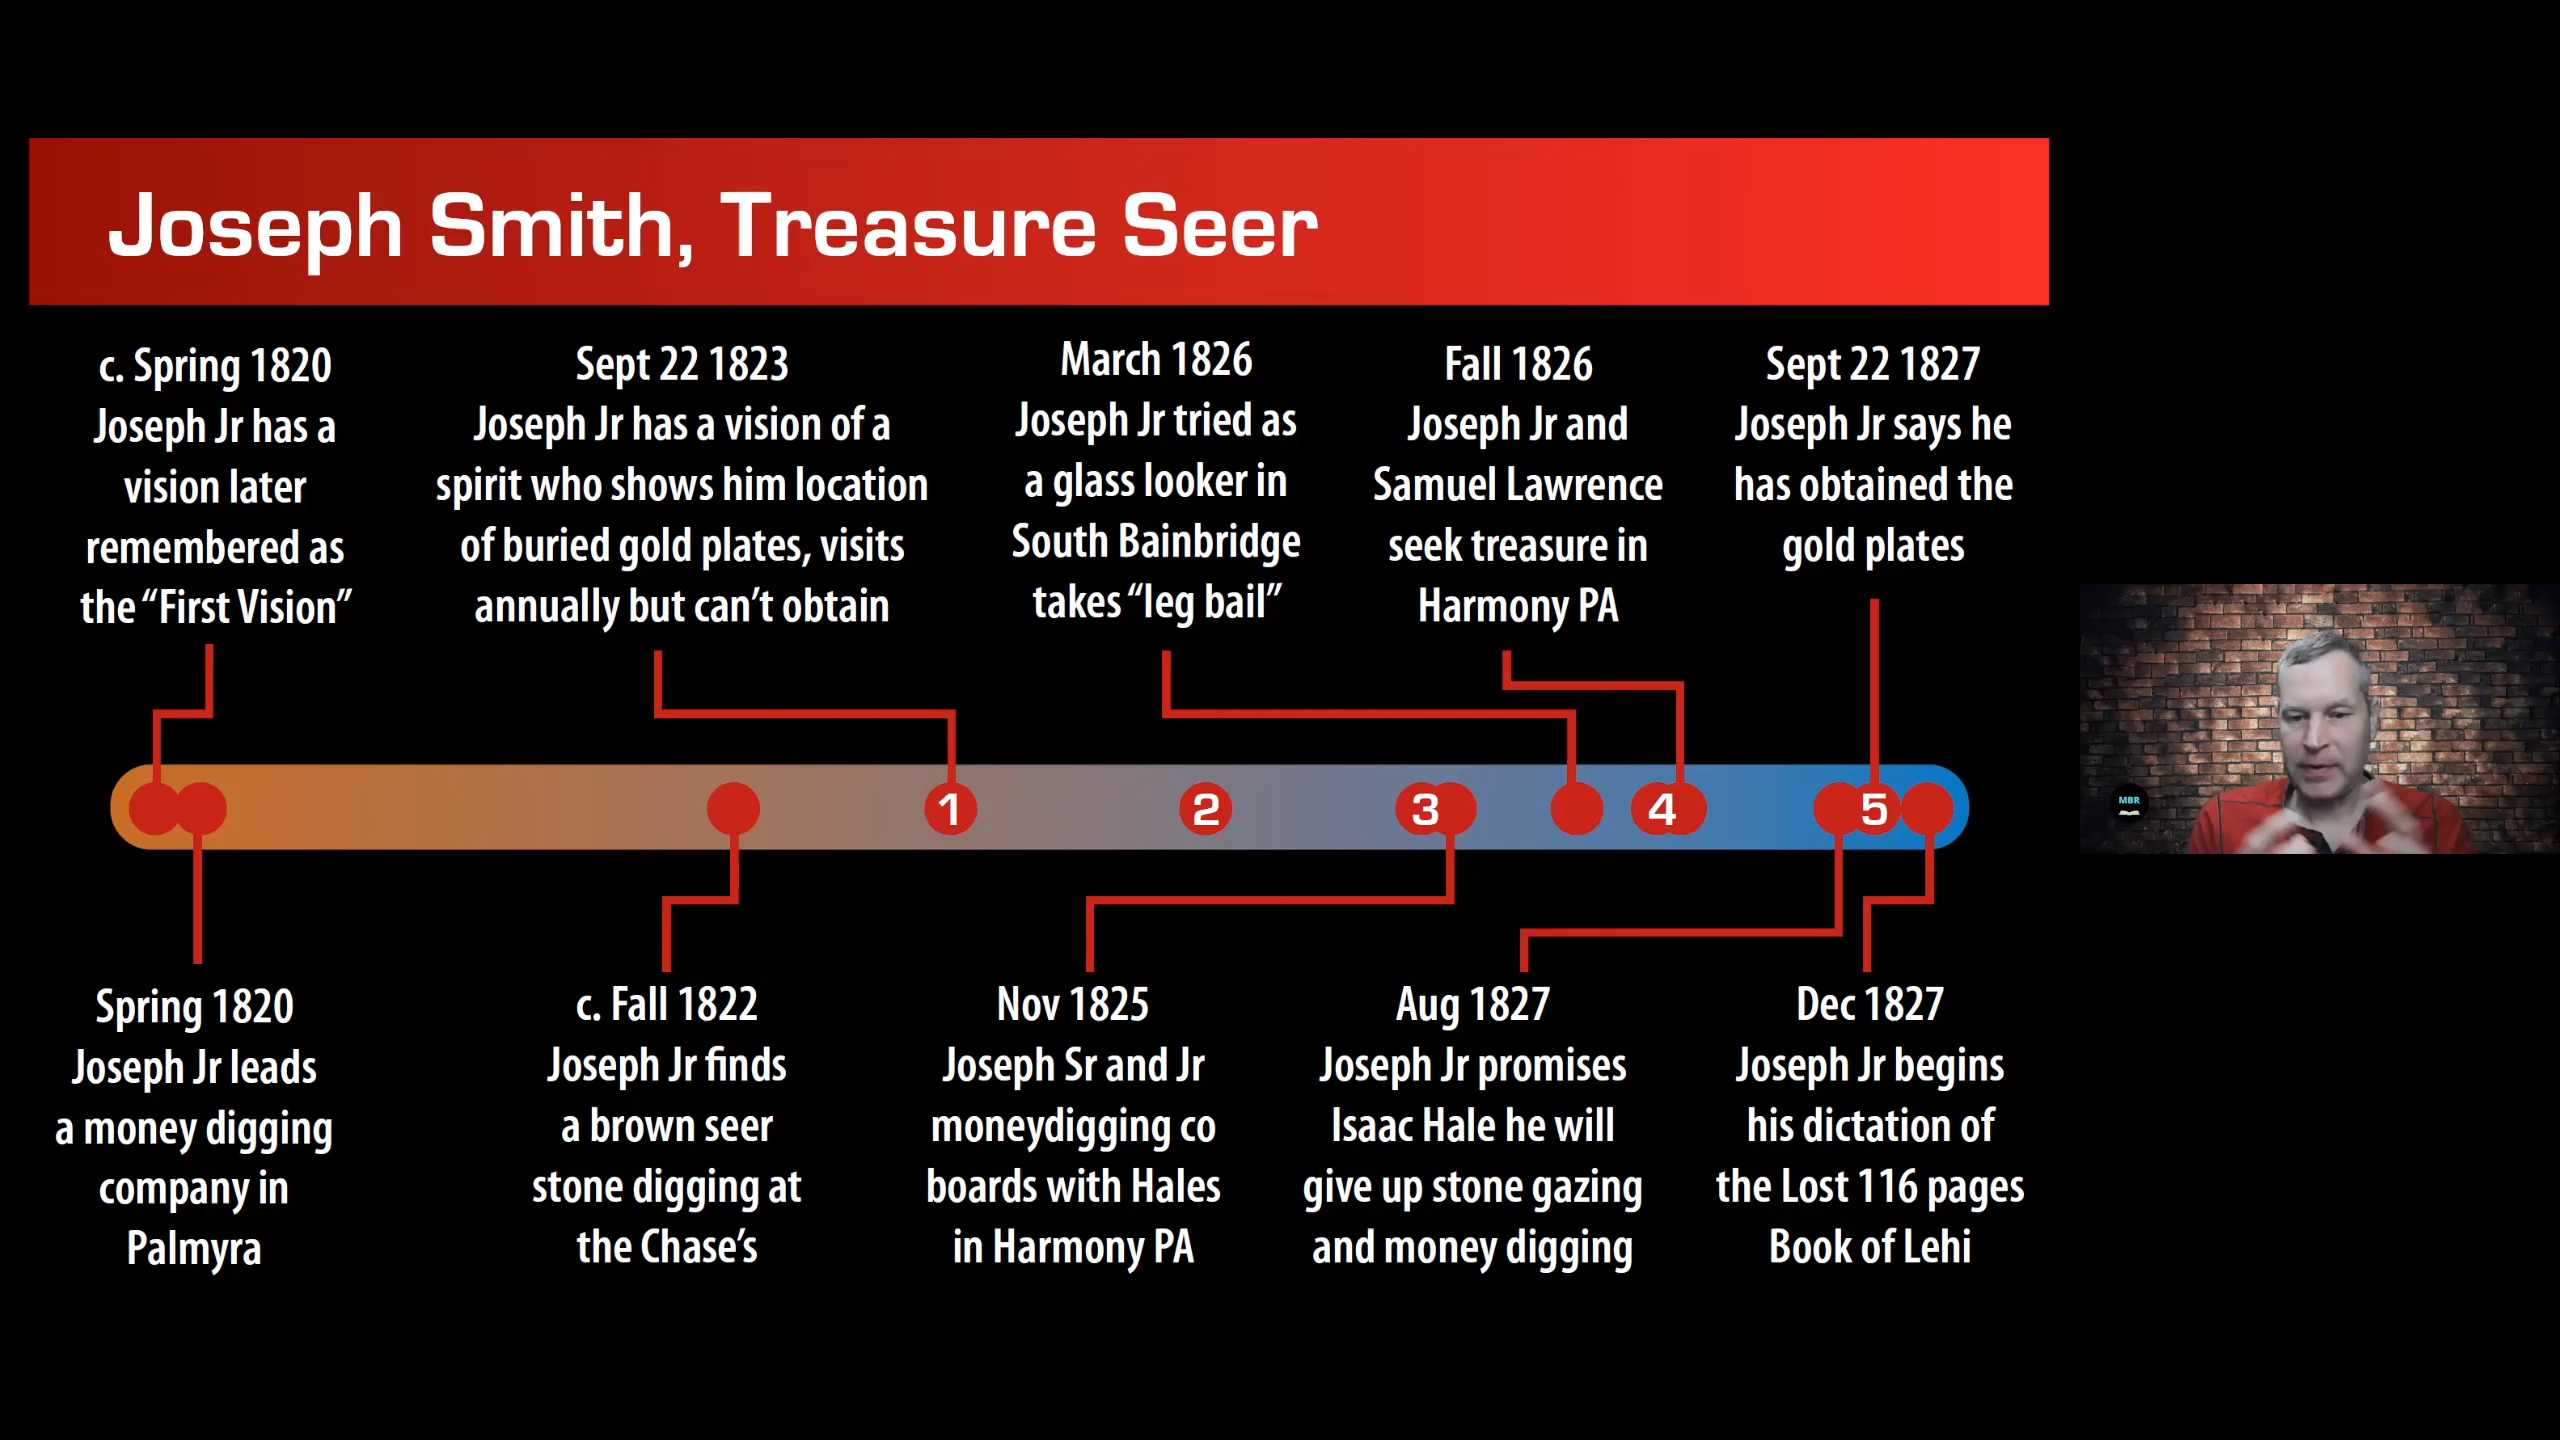 Joseph Smith, Treasure Seer
c. Spring 1820
Joseph Jr has a
vision later
remembered as
the “First Vision”
Sept 22 1823
Joseph Jr has a vision of a
spirit who shows him location
of buried gold plates, visits
annually but can’t obtain
March 1826
Joseph Jr tried as
a glass looker in
South Bainbridge
takes “leg bail”
Fall 1826
Joseph Jr and
Samuel Lawrence
seek treasure in
Harmony PA
Sept 22 1827
Joseph Jr says he
has obtained the
gold plates
1
2
3
4
5
MBR
Spring 1820
Joseph Jr leads
a money digging
company in
Palmyra
c. Fall 1822
Joseph Jr finds
a brown seer
stone digging at
the Chase’s
Nov 1825
Joseph Sr and Jr
moneydigging co
boards with Hales
in Harmony PA
Aug 1827
Joseph Jr promises
Isaac Hale he will
give up stone gazing
and money digging
Dec 1827
Joseph Jr begins
his dictation of
the Lost 116 pages
Book of Lehi